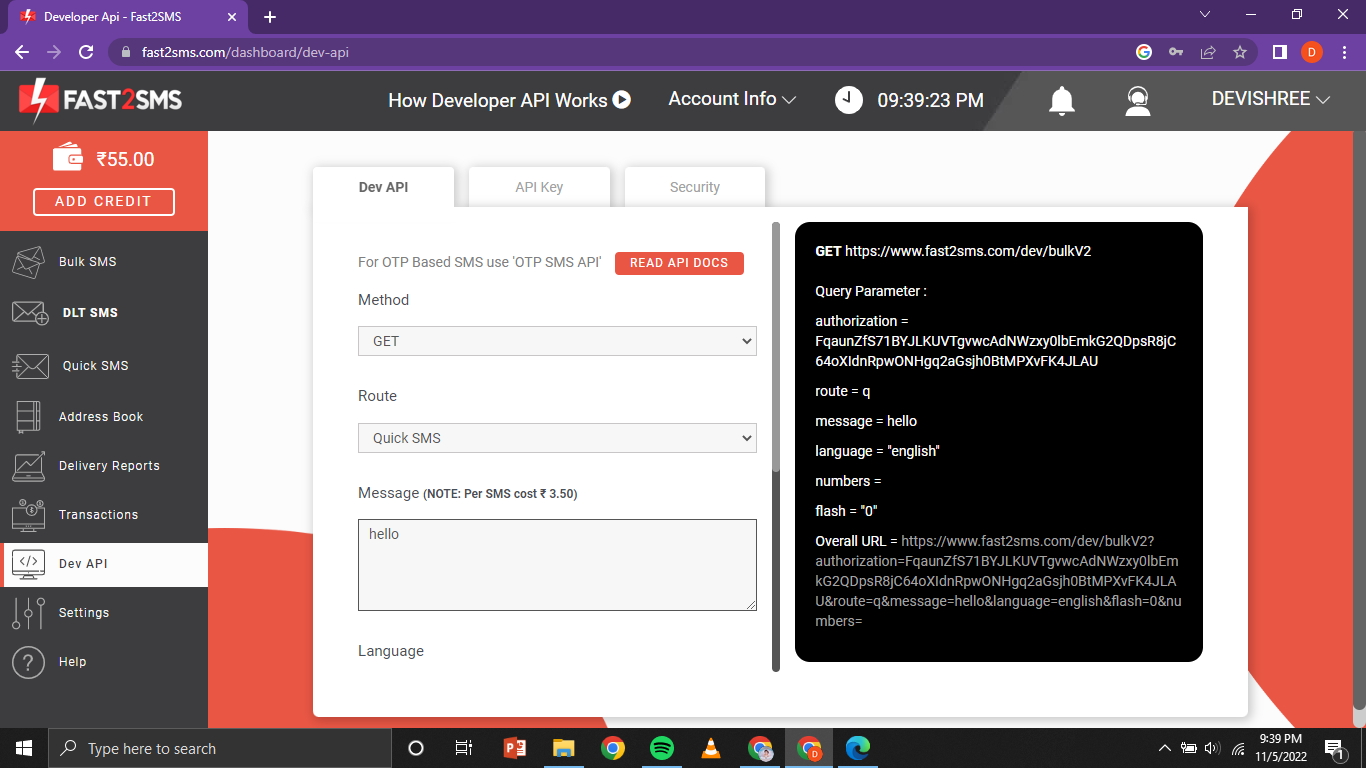 Developer Api - Fast2SMS
fast2sms.com/dashboard/dev-api
D
FAST2SMS
How Developer API Works
Account Info
09:39:23 PM
DEVISHREE
₹55.00
ADD CREDIT
Bulk SMS
DLT SMS
Quick SMS
Address Book
Delivery Reports
Transactions
Dev API
Settings
Help
Dev API
API Key
Security
For OTP Based SMS use 'OTP SMS API'
READ API DOCS
Method
GET
Route
Quick SMS
Message (NOTE: Per SMS cost ₹ 3.50)
hello
Language
GET https://www.fast2sms.com/dev/bulkV2
Query Parameter :
authorization =
FqaunZfS71BYJLKUVTgvwcAdNWzxy0lbEmkG2QDpsR8jC
64oXIdnRpwONHgq2aGsjh0BtMPXvFK4JLAU
route = q
message = hello
language = "english"
numbers =
flash = "0"
Overall URL = https://www.fast2sms.com/dev/bulkV2?
authorization=FqaunZfS71BYJLKUVTgvwcAdNWzxy0lbEm
kG2QDpsR8jC64oXIdnRpwONHgq2aGsjh0BtMPXvFK4JLA
U&route=q&message=hello&language=english&flash=0&nu
mbers=
Type here to search
9:39 PM
11/5/2022
1